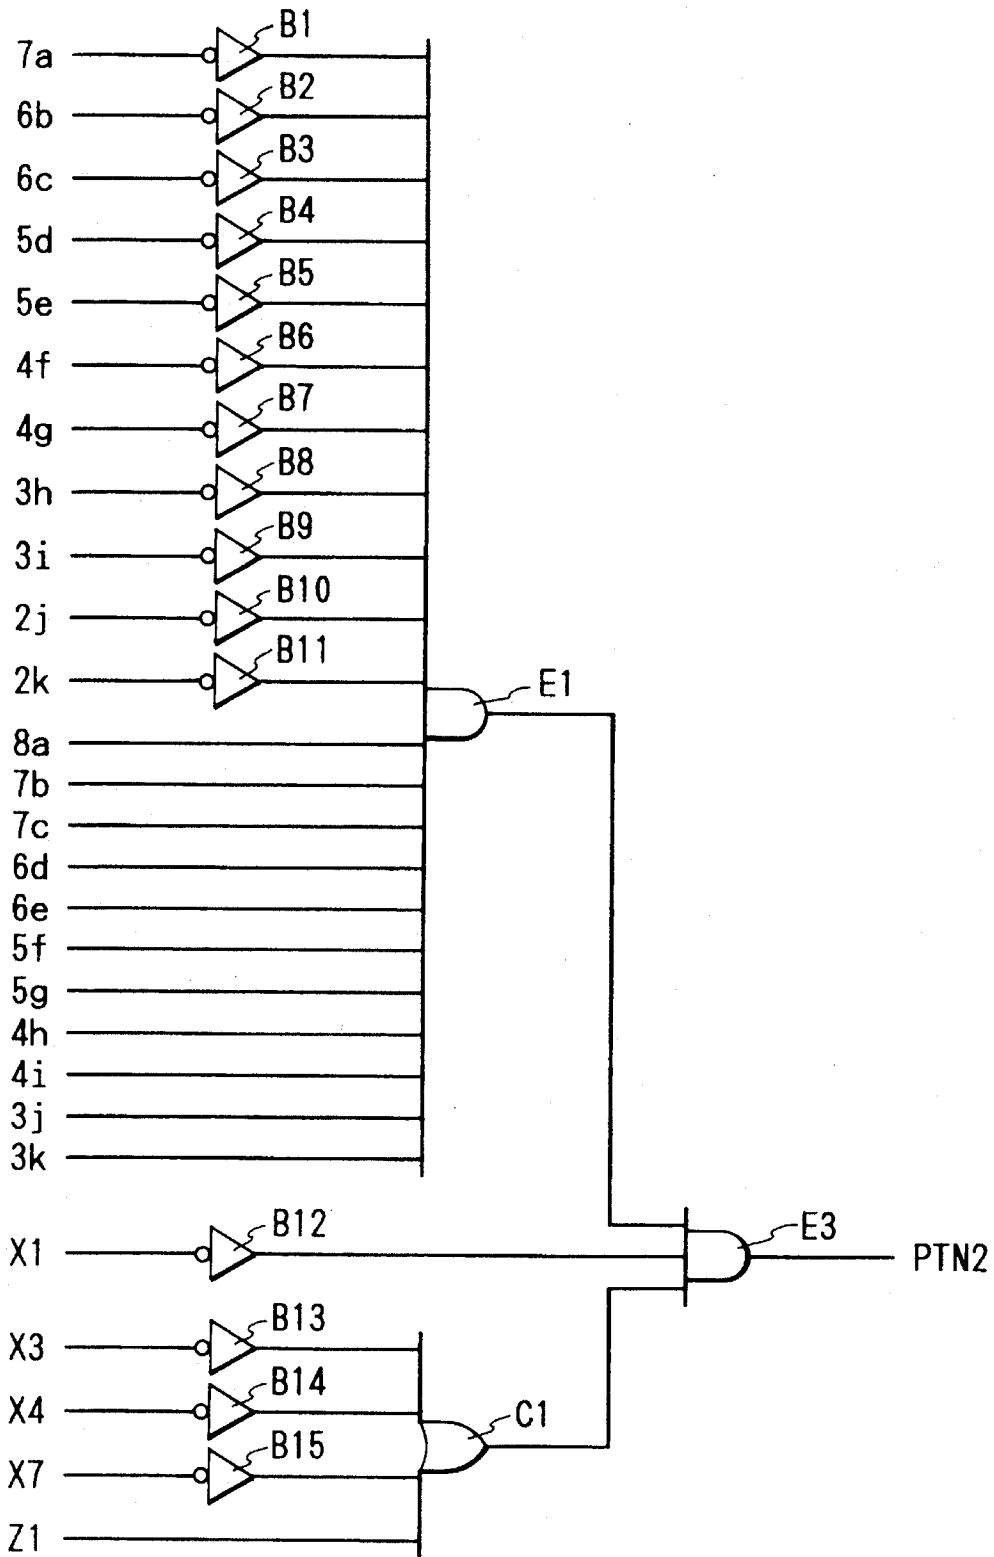 7a B1
6b B2
6c B3
5d B4
5e B5
4f B6
4g B7
3h B8
3i B9
2j B10
2k B11
E1
8a
7b
7c
6d
6e
5f
5g
4h
4i
3j
3k
X1 B12 E3 PTN2
X3 B13
X4 B14 C1
X7 B15
Z1